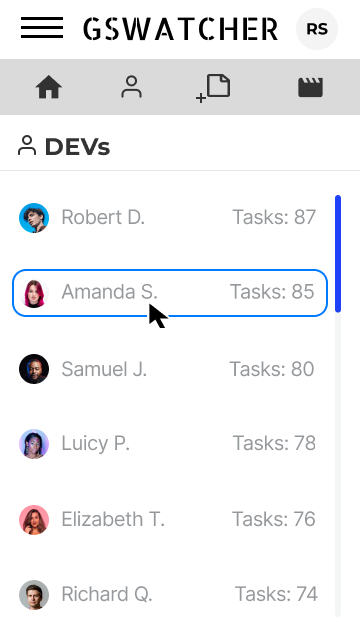 GSWATCHER RS
DEVs
Robert D. Tasks: 87
Amanda S. Tasks: 85
Samuel J. Tasks: 80
Luicy P. Tasks: 78
Elizabeth T. Tasks: 76
Richard Q. Tasks: 74